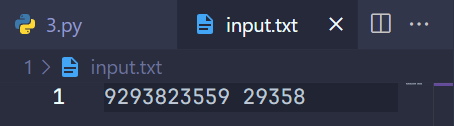 3.py input.txt
1 > input.txt
1 9293823559 29358